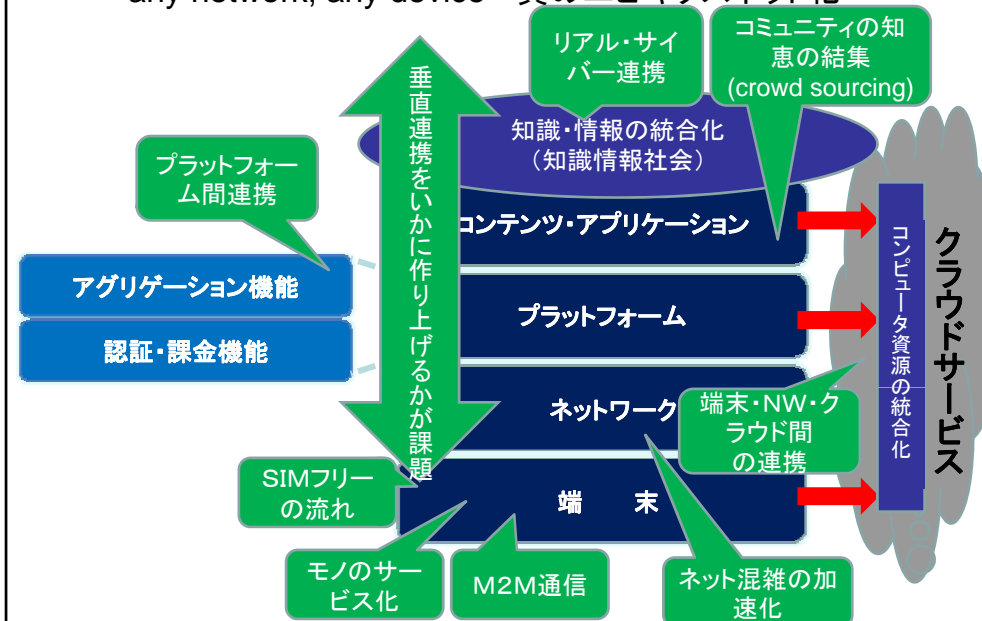 any network, any device
リアル・サイ
バー連携
コミュニティの知
恵の結集
(crowd sourcing)
垂直連携をいかに作り上げるかが課題
知識・情報の統合化
（知識情報社会）
プラットフォー
ム間連携
コンテンツ・アプリケーション
アグリゲーション機能
認証・課金機能
プラットフォーム
コンピュータ資源の統合化
クラウドサービス
ネットワーク
端末・NW・ク
ラウド間
の連携
SIMフリー
の流れ
端　末
モノのサー
ビス化
M2M通信
ネット混雑の加
速化